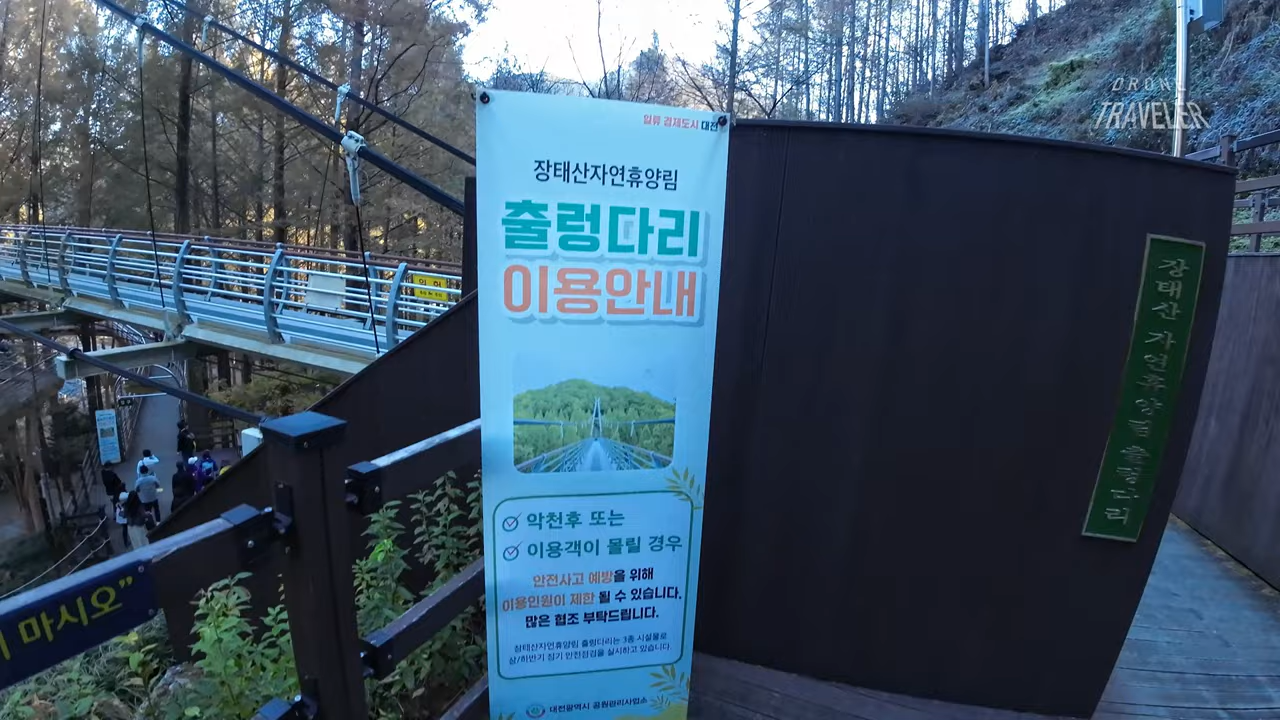 DRONE
TRAVELER
일류 경제도시 대전
장태산자연휴양림
출렁다리
이용안내
악천후 또는
이용객이 몰릴 경우
안전사고 예방을 위해
이용인원이 제한 될 수 있습니다.
많은 협조 부탁드립니다.
장태산자연휴양림 출렁다리는 3종 시설물로
상/하반기 정기 안전점검을 실시하고 있습니다.
대전광역시 공원관리사업소
장태산 자연휴양림 출렁다리
마시오”